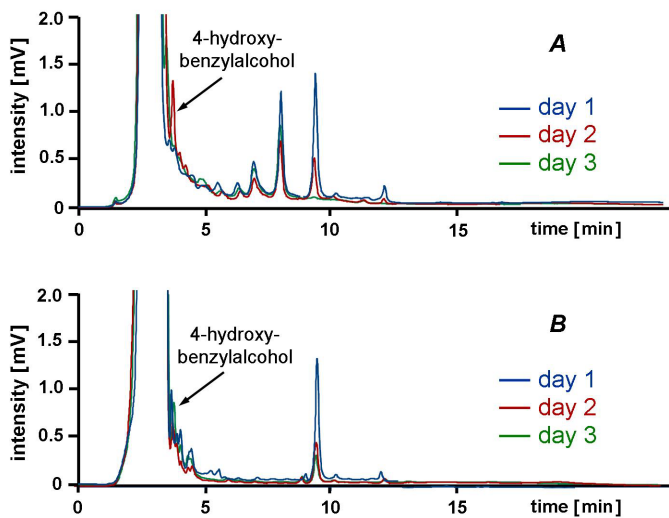 intensity [mV]
2.0
1.5
1.0
0.5
0
4-hydroxy-
benzylalcohol
A
day 1
day 2
day 3
0 5 10 15 time [min]
intensity [mV]
2.0
1.5
1.0
0.5
0
4-hydroxy-
benzylalcohol
B
day 1
day 2
day 3
0 5 10 15 time [min]